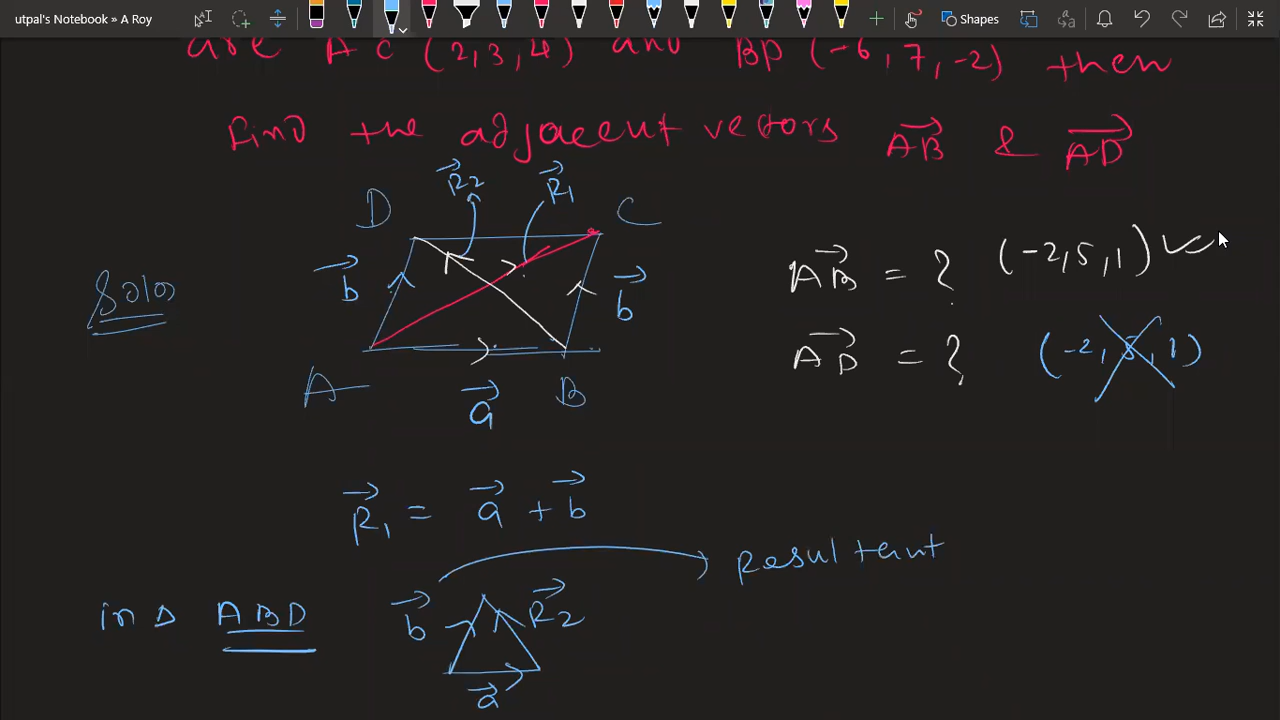 utpal's Notebook » A Roy
Shapes
are AC (2,3,4) and BD (-6,7,-2) then
Find the adjacent vectors AB & AD
R2 R1
D C
Soln b b
A B
a
AB = ? (-2,5,1)
AD = ? (-2,5,1)
R1 = a + b
Resultant
in Δ ABD b R2
a